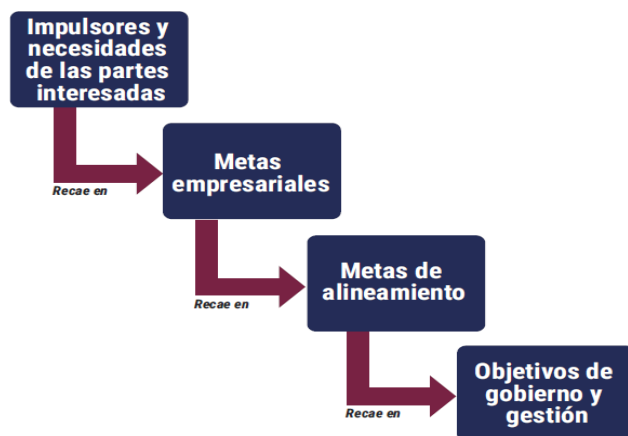 Impulsores y
necesidades
de las partes
interesadas
Recae en
Metas
empresariales
Recae en
Metas de
alineamiento
Recae en
Objetivos de
gobierno y
gestión